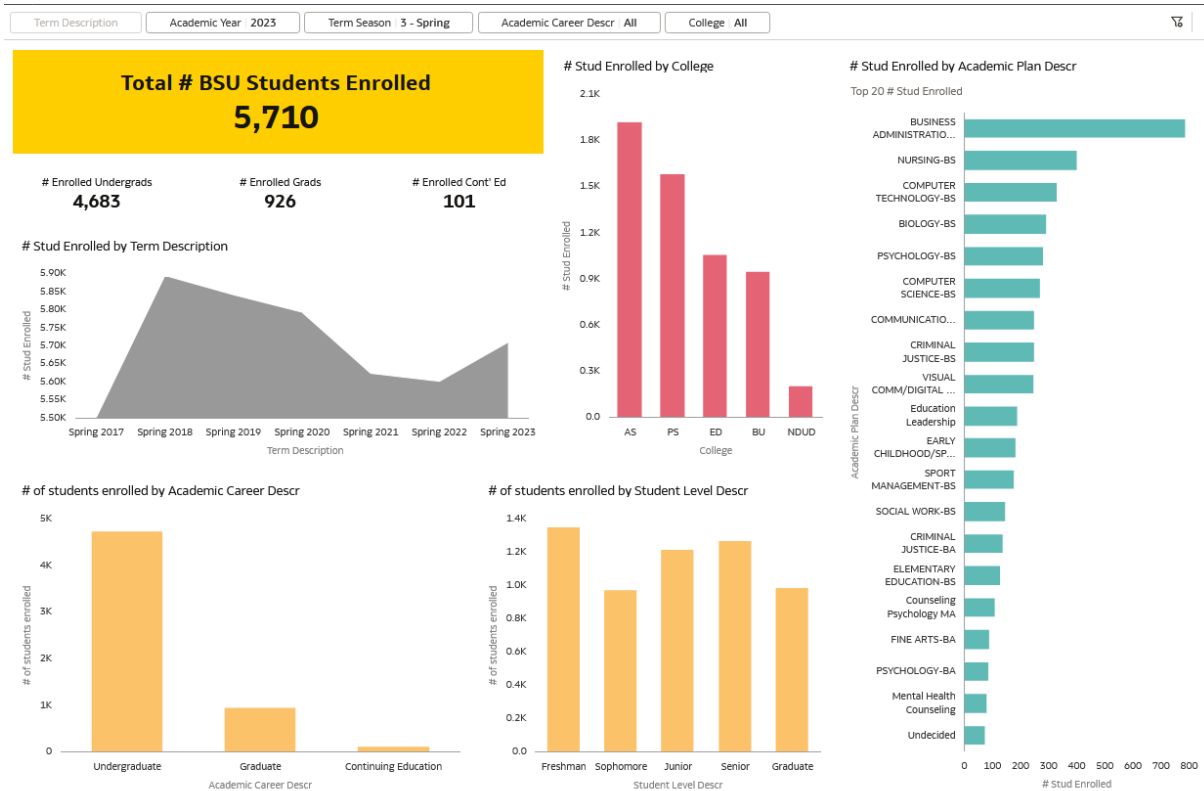 Term Description
Academic Year 2023
Term Season 3 - Spring
Academic Career Descr All
College All
Total # BSU Students Enrolled
5,710
# Enrolled Undergrads
4,683
# Enrolled Grads
926
# Enrolled Cont' Ed
101
# Stud Enrolled by Term Description
# Stud Enrolled
5.90K
5.85K
5.80K
5.75K
5.70K
5.65K
5.60K
5.55K
5.50K
Spring 2017
Spring 2018
Spring 2019
Spring 2020
Spring 2021
Spring 2022
Spring 2023
Term Description
# Stud Enrolled by College
# Stud Enrolled
2.1K
1.8K
1.5K
1.2K
0.9K
0.6K
0.3K
0.0
AS
PS
ED
BU
NDUD
College
# Stud Enrolled by Academic Plan Descr
Top 20 # Stud Enrolled
Academic Plan Descr
BUSINESS
ADMINISTRATIO...
NURSING-BS
COMPUTER
TECHNOLOGY-BS
BIOLOGY-BS
PSYCHOLOGY-BS
COMPUTER
SCIENCE-BS
COMMUNICATIO...
CRIMINAL
JUSTICE-BS
VISUAL
COMM/DIGITAL ...
Education
Leadership
EARLY
CHILDHOOD/SP...
SPORT
MANAGEMENT-BS
SOCIAL WORK-BS
CRIMINAL
JUSTICE-BA
ELEMENTARY
EDUCATION-BS
Counseling
Psychology MA
FINE ARTS-BA
PSYCHOLOGY-BA
Mental Health
Counseling
Undecided
0
100
200
300
400
500
600
700
800
# Stud Enrolled
# of students enrolled by Academic Career Descr
# of students enrolled
5K
4K
3K
2K
1K
0
Undergraduate
Graduate
Continuing Education
Academic Career Descr
# of students enrolled by Student Level Descr
# of students enrolled
1.4K
1.2K
1.0K
0.8K
0.6K
0.4K
0.2K
0.0
Freshman
Sophomore
Junior
Senior
Graduate
Student Level Descr